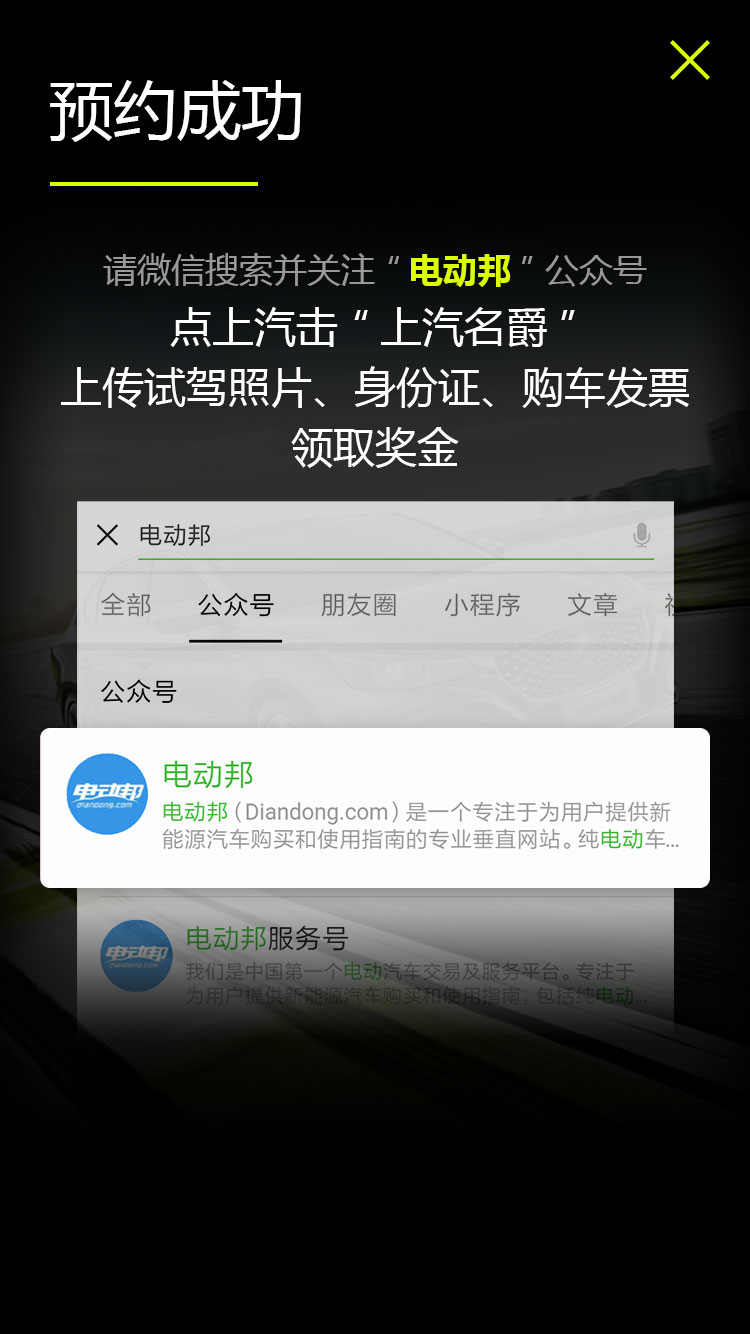 预约成功
请微信搜索并关注“电动邦”公众号
点上汽击“上汽名爵”
上传试驾照片、身份证、购车发票
领取奖金
电动邦
全部 公众号 朋友圈 小程序 文章
公众号
电动邦
diandong.com
电动邦
电动邦（Diandong.com）是一个专注于为用户提供新
能源汽车购买和使用指南的专业垂直网站。纯电动车...
电动邦
diandong.com
电动邦服务号
我们是中国第一个电动汽车交易及服务平台。专注于
为用户提供新能源汽车购买和使用指南，包括纯电动...